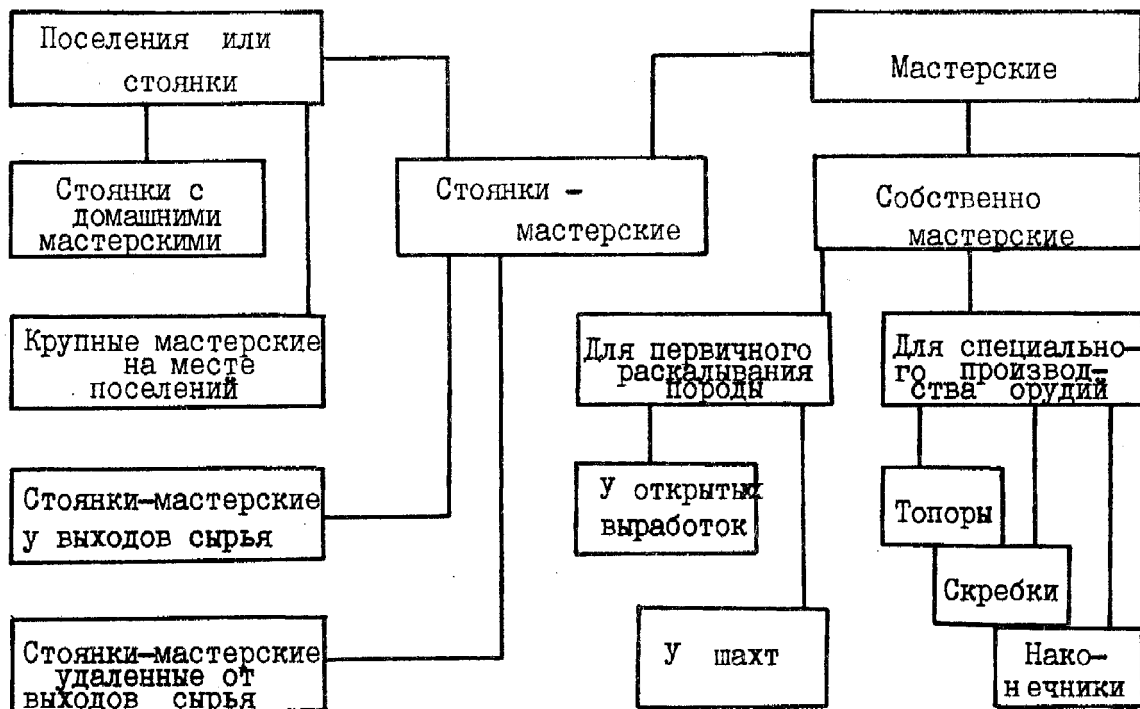 Поселения или
стоянки
Мастерские
Стоянки с
домашними
мастерскими
Стоянки –
мастерские
Собственно
мастерские
Крупные мастерские
на месте
поселений
Для первичного
раскалывания
породы
Для специально–
го производ–
ства орудий
Стоянки–мастерские
у выходов сырья
У открытых
выработок
Топоры
Скребки
Стоянки–мастерские
удаленные от
выходов сырья
У шахт
Нако–
нечники